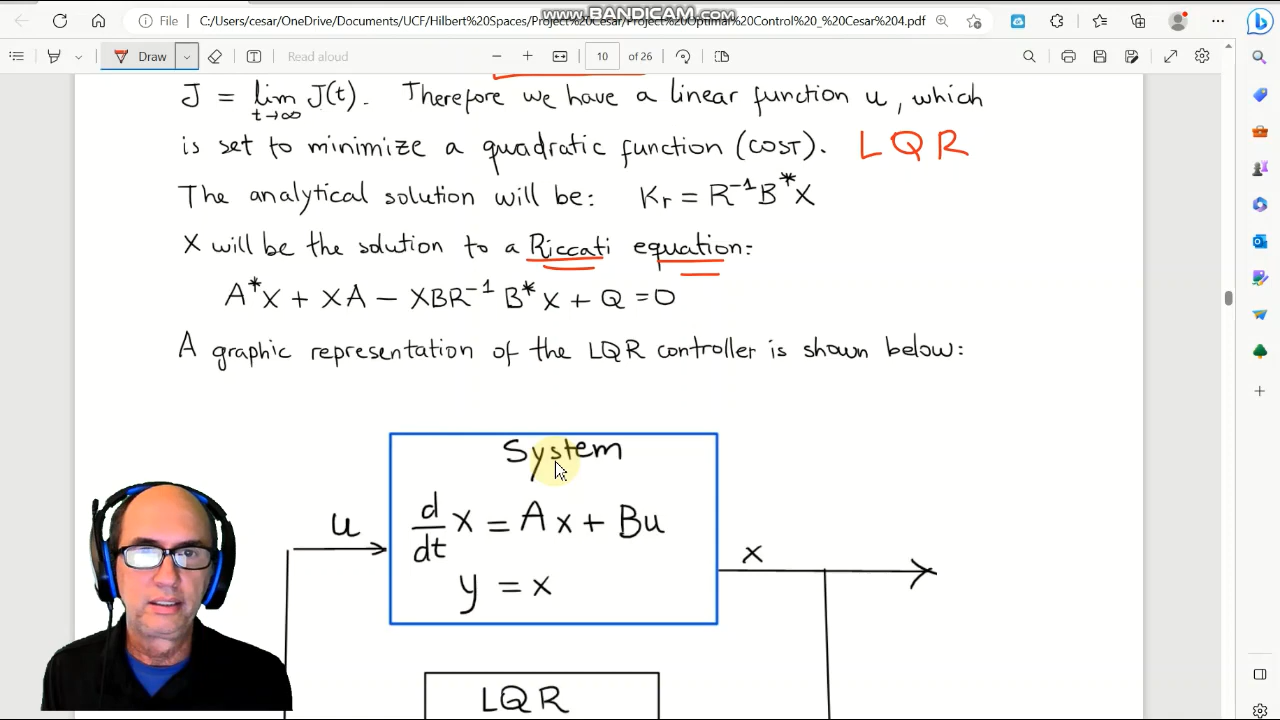 www.BANDICAM.com
File
C:/Users/cesar/OneDrive/Documents/UCF/Hilbert%20Spaces/Project%20Cesar/Project%20Optimal%20Control%20_%20Cesar%204.pdf
Draw
Read aloud
10 of 26
J = lim J(t). Therefore we have a linear function u, which
t→∞
is set to minimize a quadratic function (COST). LQR
The analytical solution will be: Kr = R⁻¹B*X
X will be the solution to a Riccati equation:
A*X + XA − XBR⁻¹ B*X + Q = 0
A graphic representation of the LQR controller is shown below:
System
u
d/dt x = Ax + Bu
x
y = x
LQR